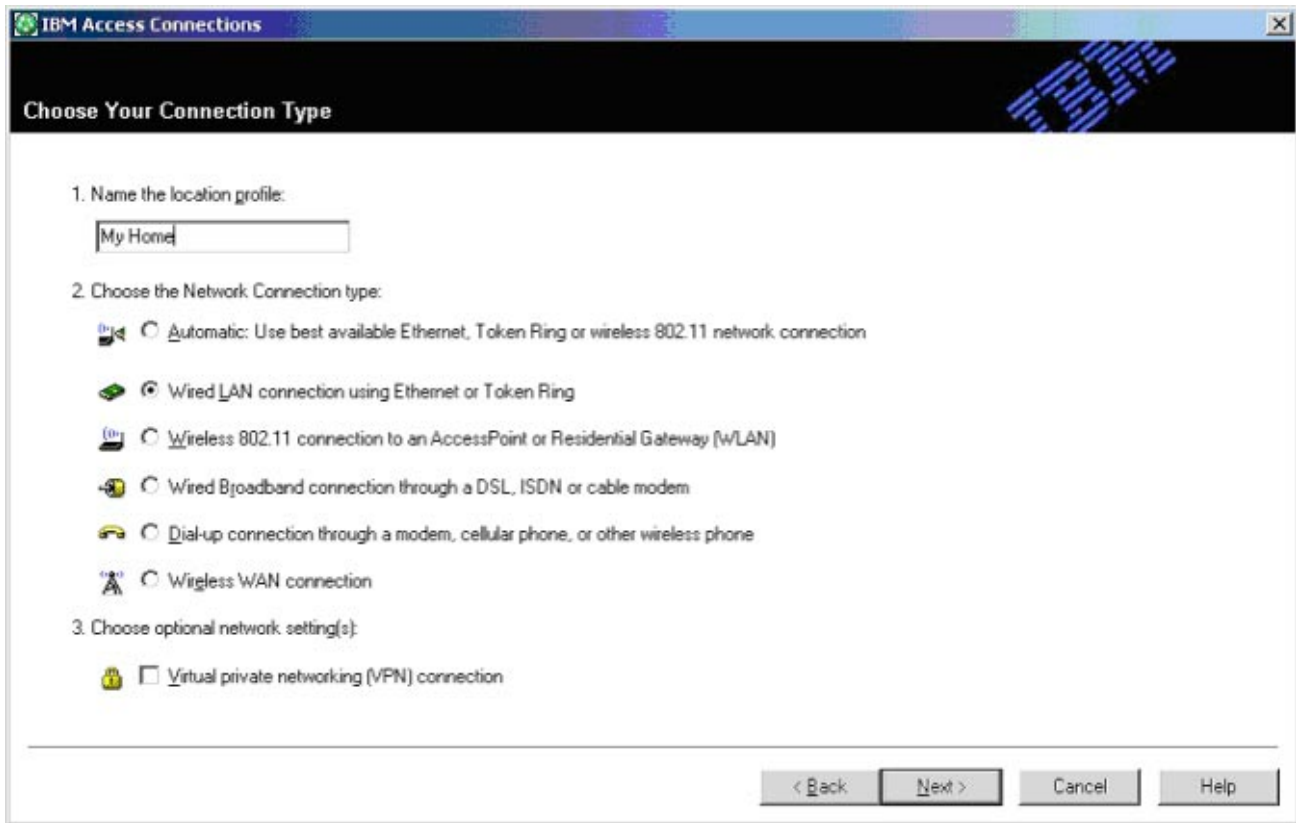 IBM Access Connections
IBM
Choose Your Connection Type
1. Name the location profile:
My Home
2. Choose the Network Connection type:
Automatic: Use best available Ethernet, Token Ring or wireless 802.11 network connection
Wired LAN connection using Ethernet or Token Ring
Wireless 802.11 connection to an AccessPoint or Residential Gateway (WLAN)
Wired Broadband connection through a DSL, ISDN or cable modem
Dial-up connection through a modem, cellular phone, or other wireless phone
Wireless WAN connection
3. Choose optional network setting(s):
Virtual private networking (VPN) connection
< Back Next > Cancel Help